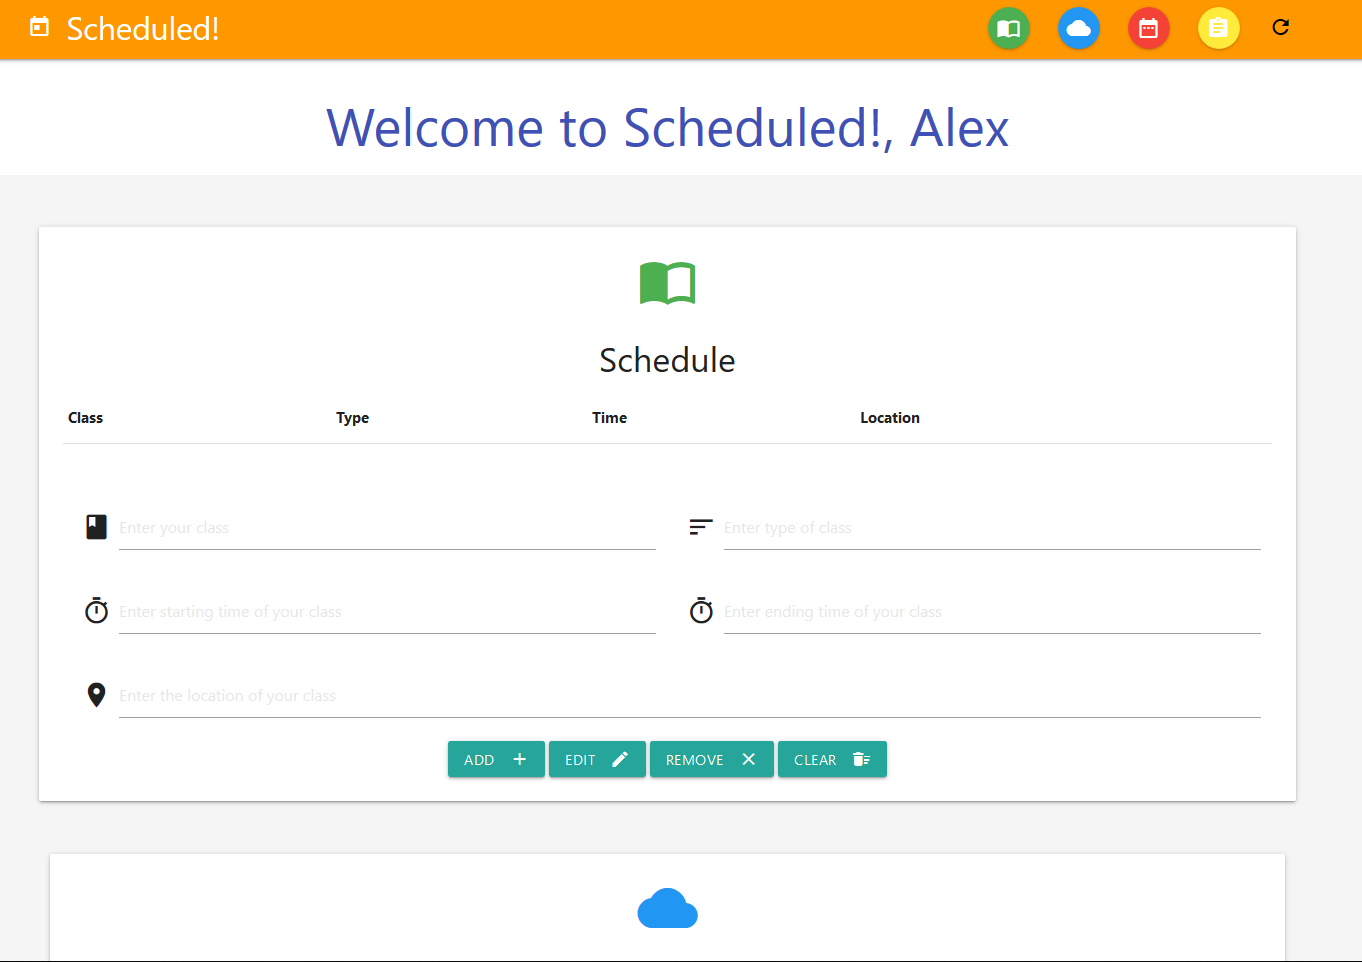 Scheduled!
Welcome to Scheduled!, Alex
Schedule
Class Type Time Location
Enter your class Enter type of class
Enter starting time of your class Enter ending time of your class
Enter the location of your class
ADD EDIT REMOVE CLEAR